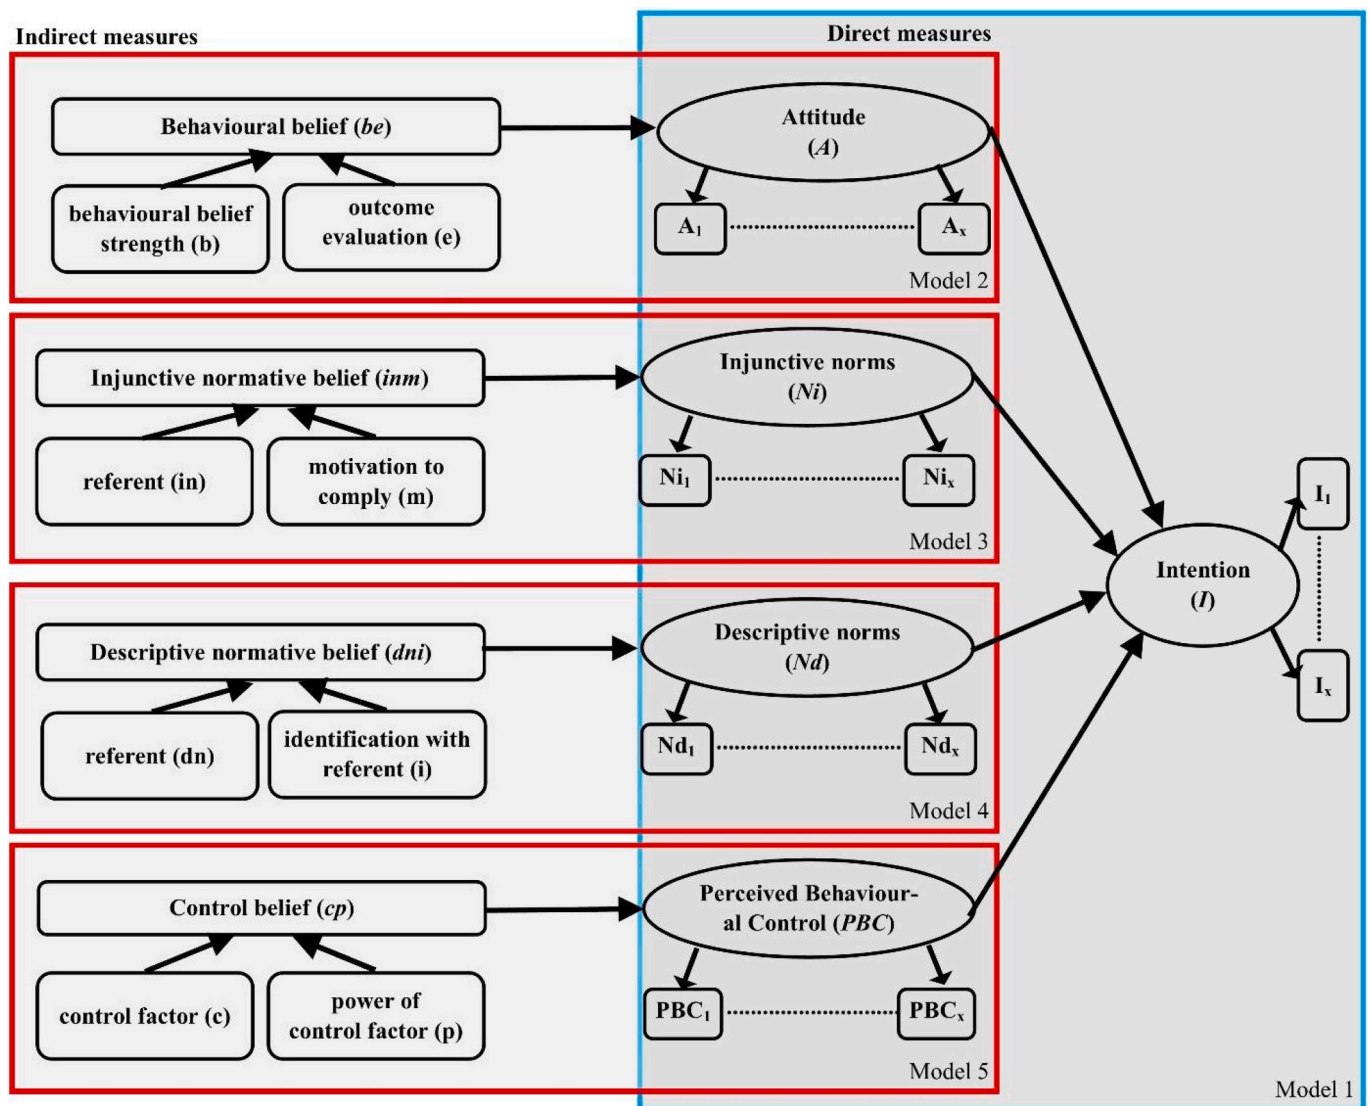 Indirect measures
Direct measures
Behavioural belief (be)
behavioural belief
strength (b)
outcome
evaluation (e)
Attitude
(A)
A1
Ax
Model 2
Injunctive normative belief (inm)
referent (in)
motivation to
comply (m)
Injunctive norms
(Ni)
Ni1
Nix
Model 3
Descriptive normative belief (dni)
referent (dn)
identification with
referent (i)
Descriptive norms
(Nd)
Nd1
Ndx
Model 4
Control belief (cp)
control factor (c)
power of
control factor (p)
Perceived Behaviour-
al Control (PBC)
PBC1
PBCx
Model 5
Intention
(I)
I1
Ix
Model 1